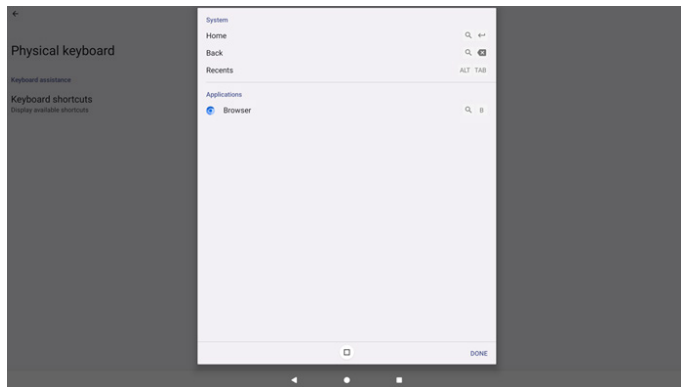 Physical keyboard
Keyboard assistance
Keyboard shortcuts
Display available shortcuts
System
Home
Back
Recents ALT TAB
Applications
Browser B
DONE